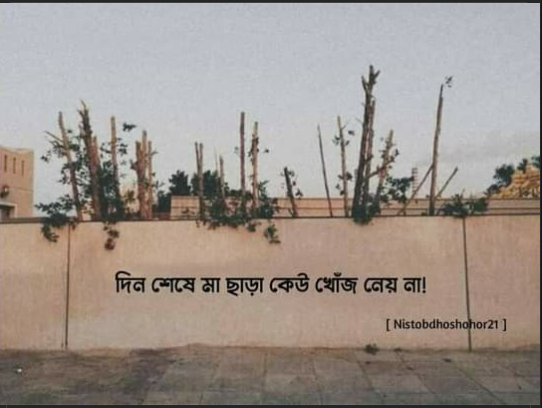 দিন শেষে মা ছাড়া কেউ খোঁজ নেয় না!
[ Nistobdhoshohor21 ]